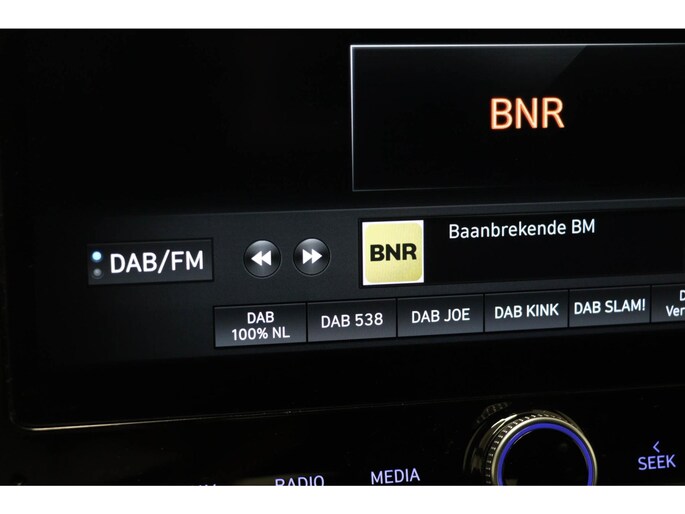 BNR
BNR
Baanbrekende BM
DAB/FM
DAB
100% NL
DAB 538
DAB JOE
DAB KINK
DAB SLAM!
RADIO
MEDIA
SEEK